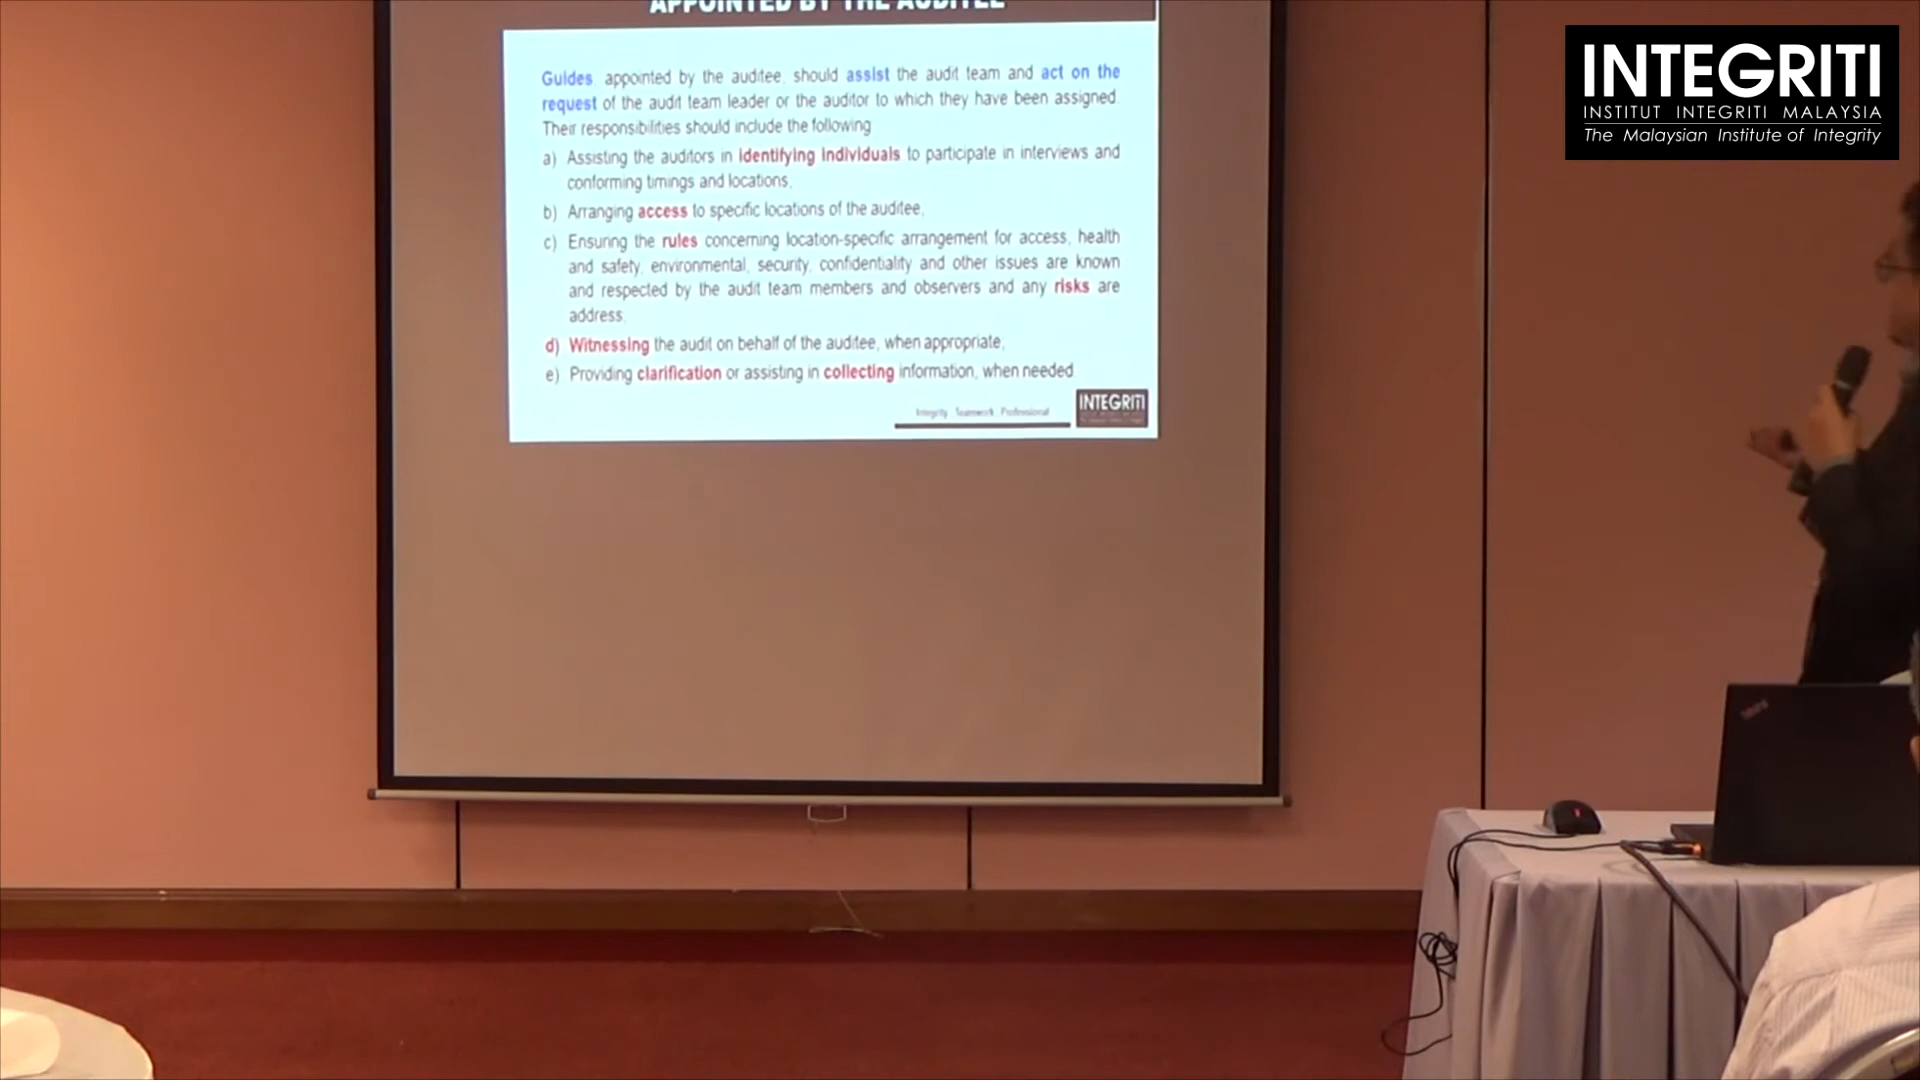 APPOINTED BY THE AUDITEE
INTEGRITI
INSTITUT INTEGRITI MALAYSIA
The Malaysian Institute of Integrity
Guides, appointed by the auditee, should assist the audit team and act on the
request of the audit team leader or the auditor to which they have been assigned.
Their responsibilities should include the following
a) Assisting the auditors in identifying individuals to participate in interviews and
conforming timings and locations;
b) Arranging access to specific locations of the auditee;
c) Ensuring the rules concerning location-specific arrangement for access, health
and safety, environmental, security, confidentiality and other issues are known
and respected by the audit team members and observers and any risks are
address;
d) Witnessing the audit on behalf of the auditee, when appropriate;
e) Providing clarification or assisting in collecting information, when needed
Integrity Teamwork Professional
INTEGRITI